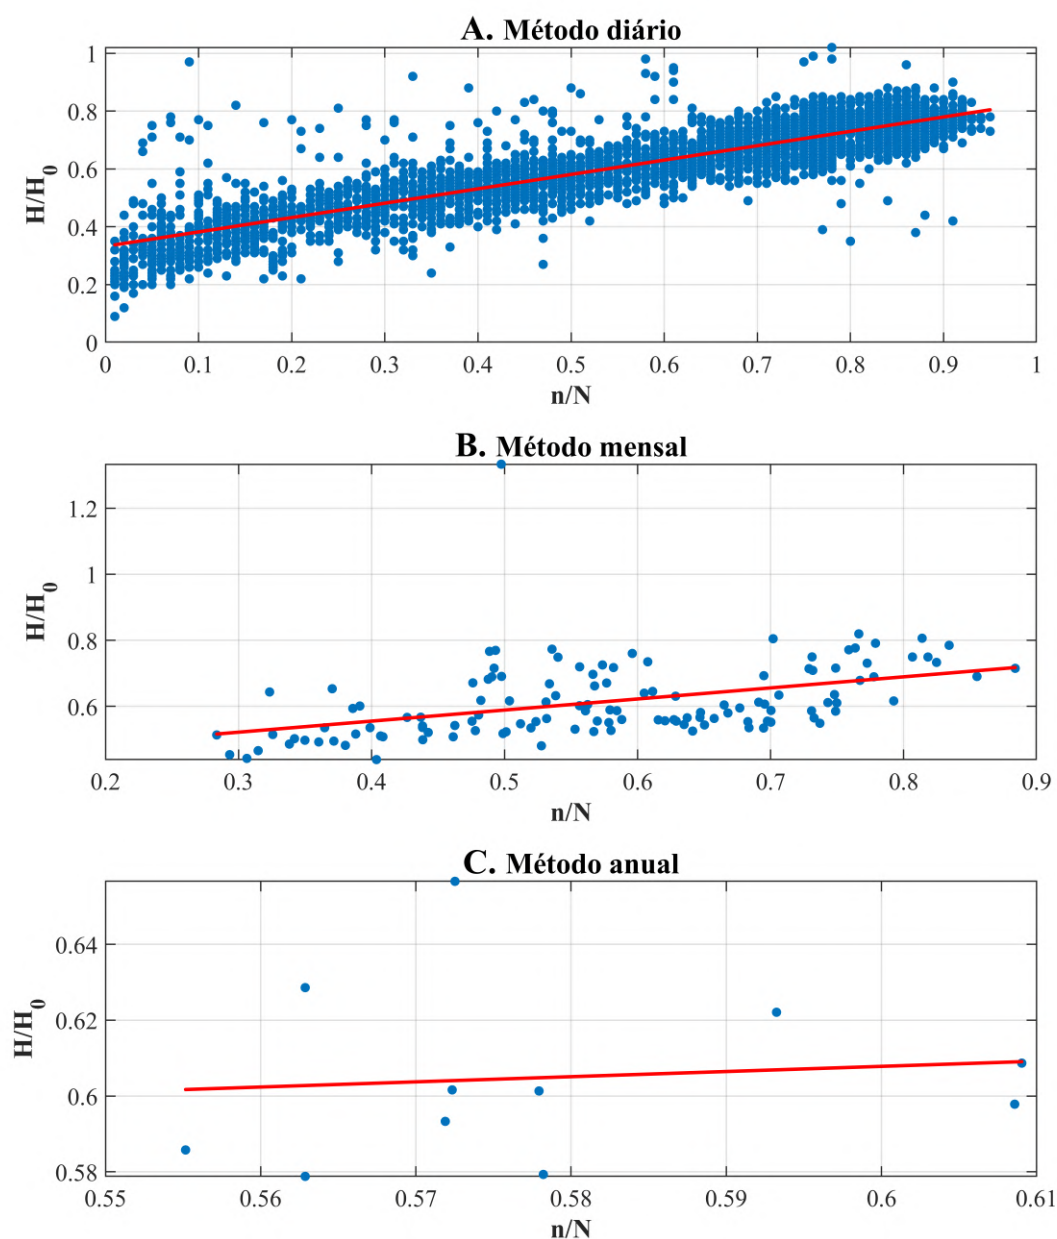 A. Método diário
1
0.8
0.6
0.4
0.2
0
H/H0
0 0.1 0.2 0.3 0.4 0.5 0.6 0.7 0.8 0.9 1
n/N
B. Método mensal
1.2
1
0.8
0.6
H/H0
0.2 0.3 0.4 0.5 0.6 0.7 0.8 0.9
n/N
C. Método anual
0.64
0.62
0.6
0.58
H/H0
0.55 0.56 0.57 0.58 0.59 0.6 0.61
n/N